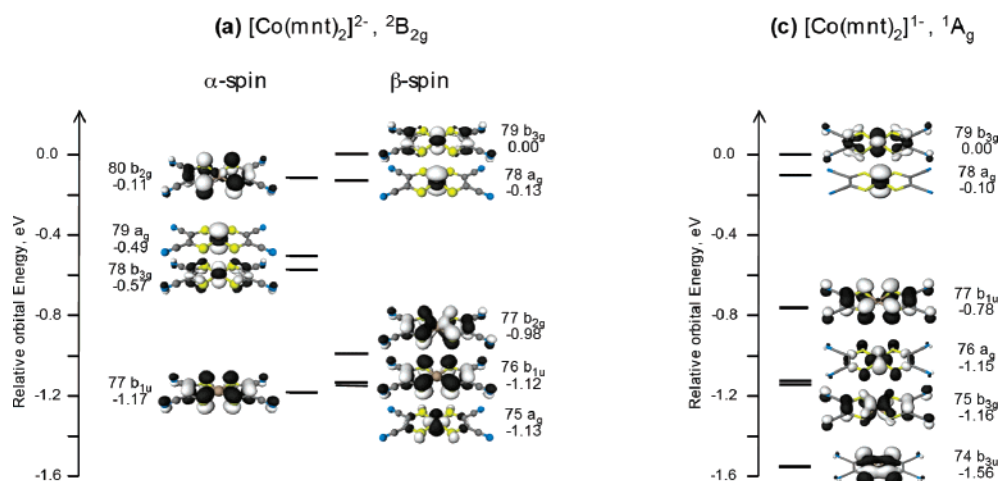 (a) [Co(mnt)2]2-, 2B2g
α-spin
β-spin
Relative orbital Energy, eV
0.0
-0.4
-0.8
-1.2
-1.6
80 b2g
-0.11
79 ag
-0.49
78 b3g
-0.57
77 b1u
-1.17
79 b3g
0.00
78 ag
-0.13
77 b2g
-0.98
76 b1u
-1.12
75 ag
-1.13
(c) [Co(mnt)2]1-, 1Ag
Relative orbital Energy, eV
0.0
-0.4
-0.8
-1.2
-1.6
79 b3g
0.00
78 ag
-0.10
77 b1u
-0.78
76 ag
-1.15
75 b3g
-1.16
74 b3u
-1.56